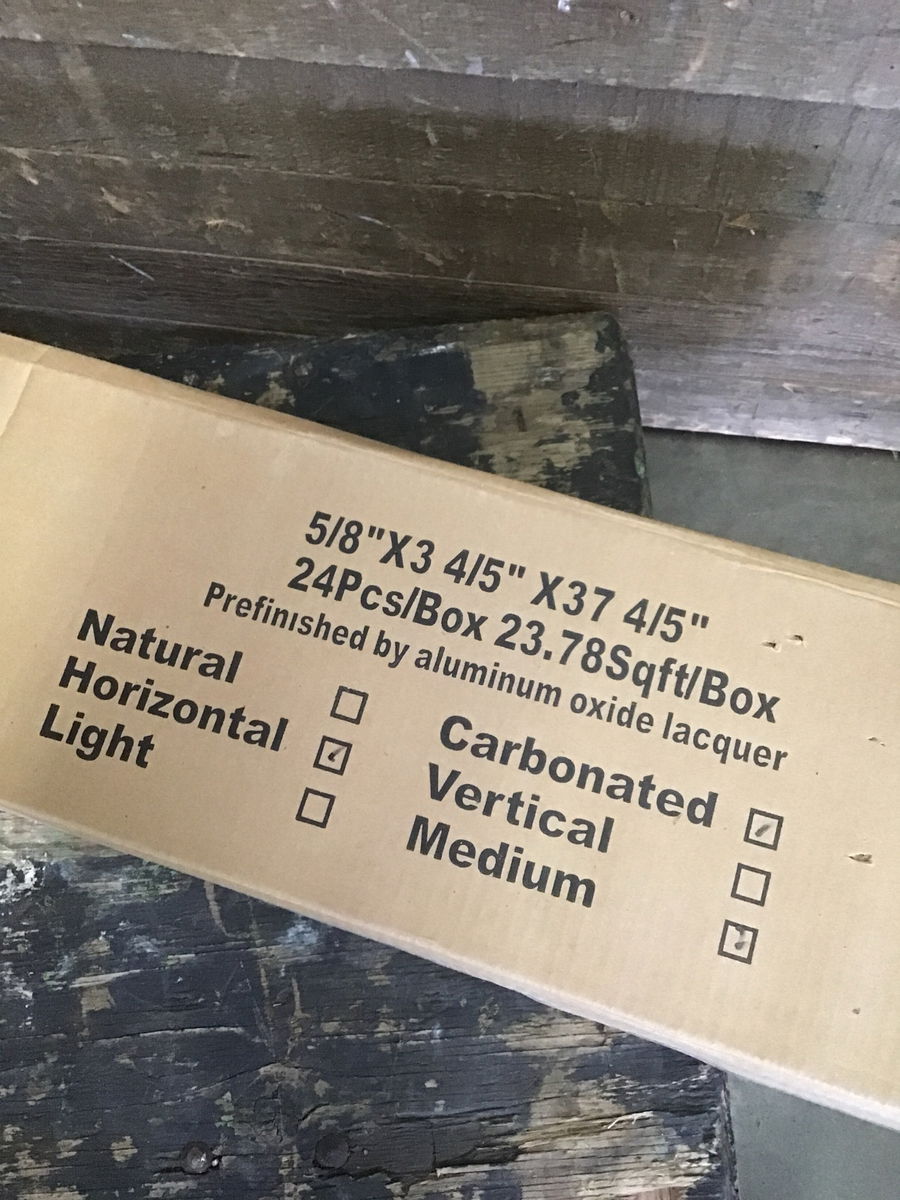 5/8"X3 4/5" X37 4/5"
24Pcs/Box 23.78Sqft/Box
Prefinished by aluminum oxide lacquer
Natural ☐ Carbonated ☑
Horizontal ☑ Vertical ☐
Light ☐ Medium ☑